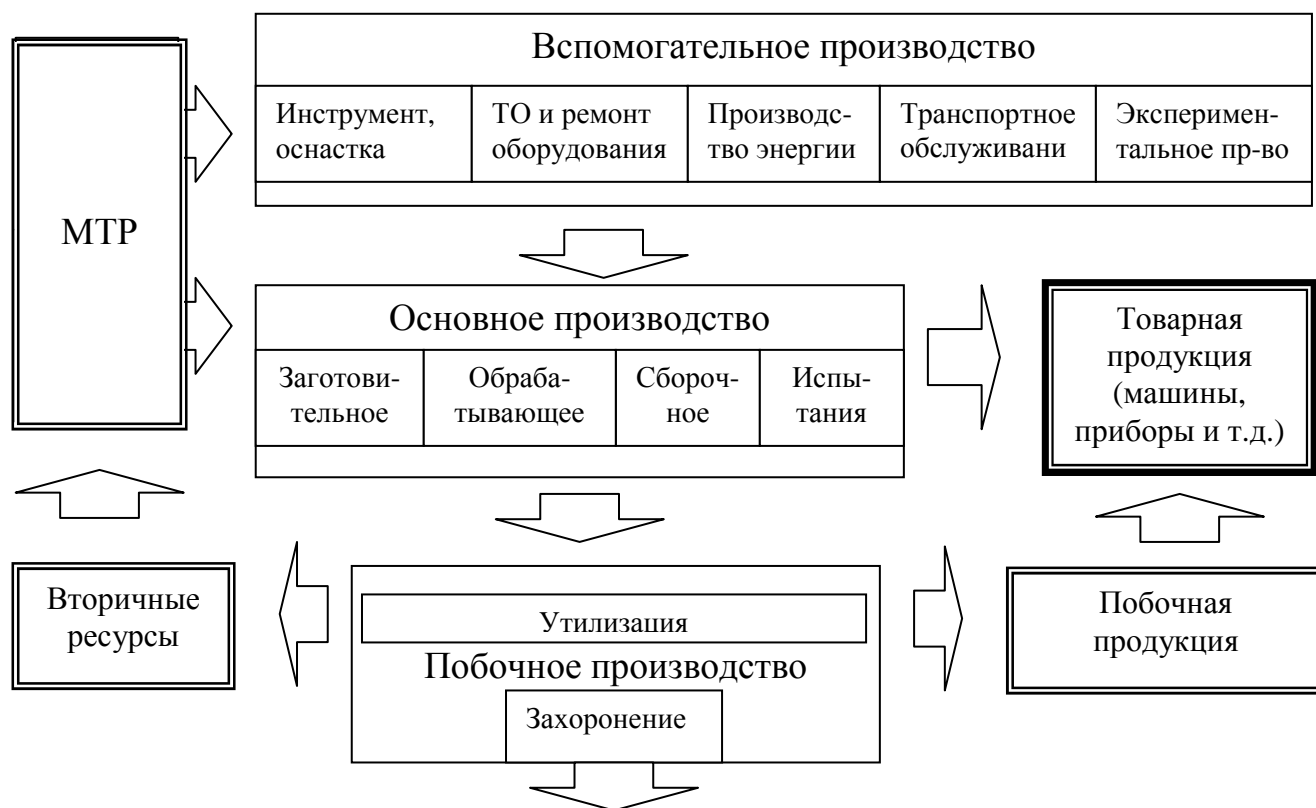 Вспомогательное производство
Инструмент,
оснастка
ТО и ремонт
оборудования
Производс-
тво энергии
Транспортное
обслуживани
Эксперимен-
тальное пр-во
МТР
Основное производство
Заготови-
тельное
Обраба-
тывающее
Сбороч-
ное
Испы-
тания
Товарная
продукция
(машины,
приборы и т.д.)
Вторичные
ресурсы
Утилизация
Побочное производство
Захоронение
Побочная
продукция